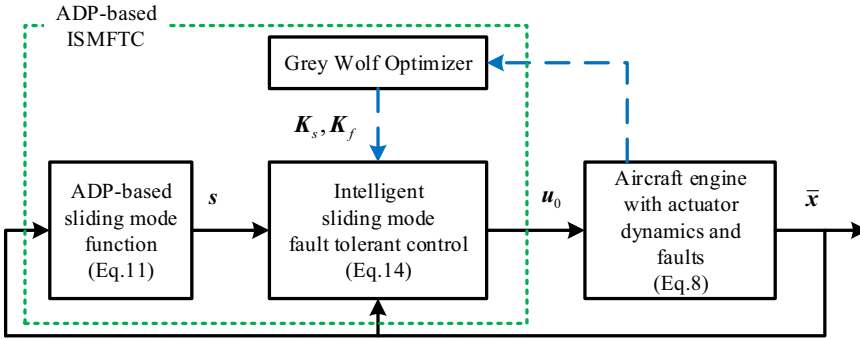 ADP-based
ISMFTC
Grey Wolf Optimizer
K_s, K_f
ADP-based
sliding mode
function
(Eq.11)
s
Intelligent
sliding mode
fault tolerant control
(Eq.14)
u_0
Aircraft engine
with actuator
dynamics and
faults
(Eq.8)
x̄